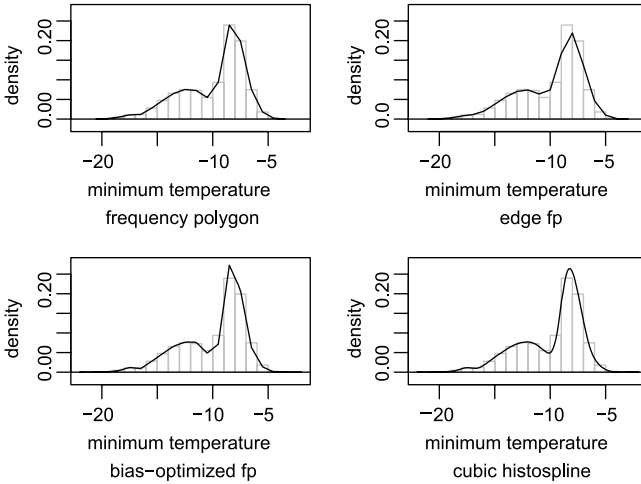 density
0.00
0.20
−20
−10
−5
minimum temperature
frequency polygon
density
0.00
0.20
−20
−10
−5
minimum temperature
edge fp
density
0.00
0.20
−20
−10
−5
minimum temperature
bias−optimized fp
density
0.00
0.20
−20
−10
−5
minimum temperature
cubic histospline